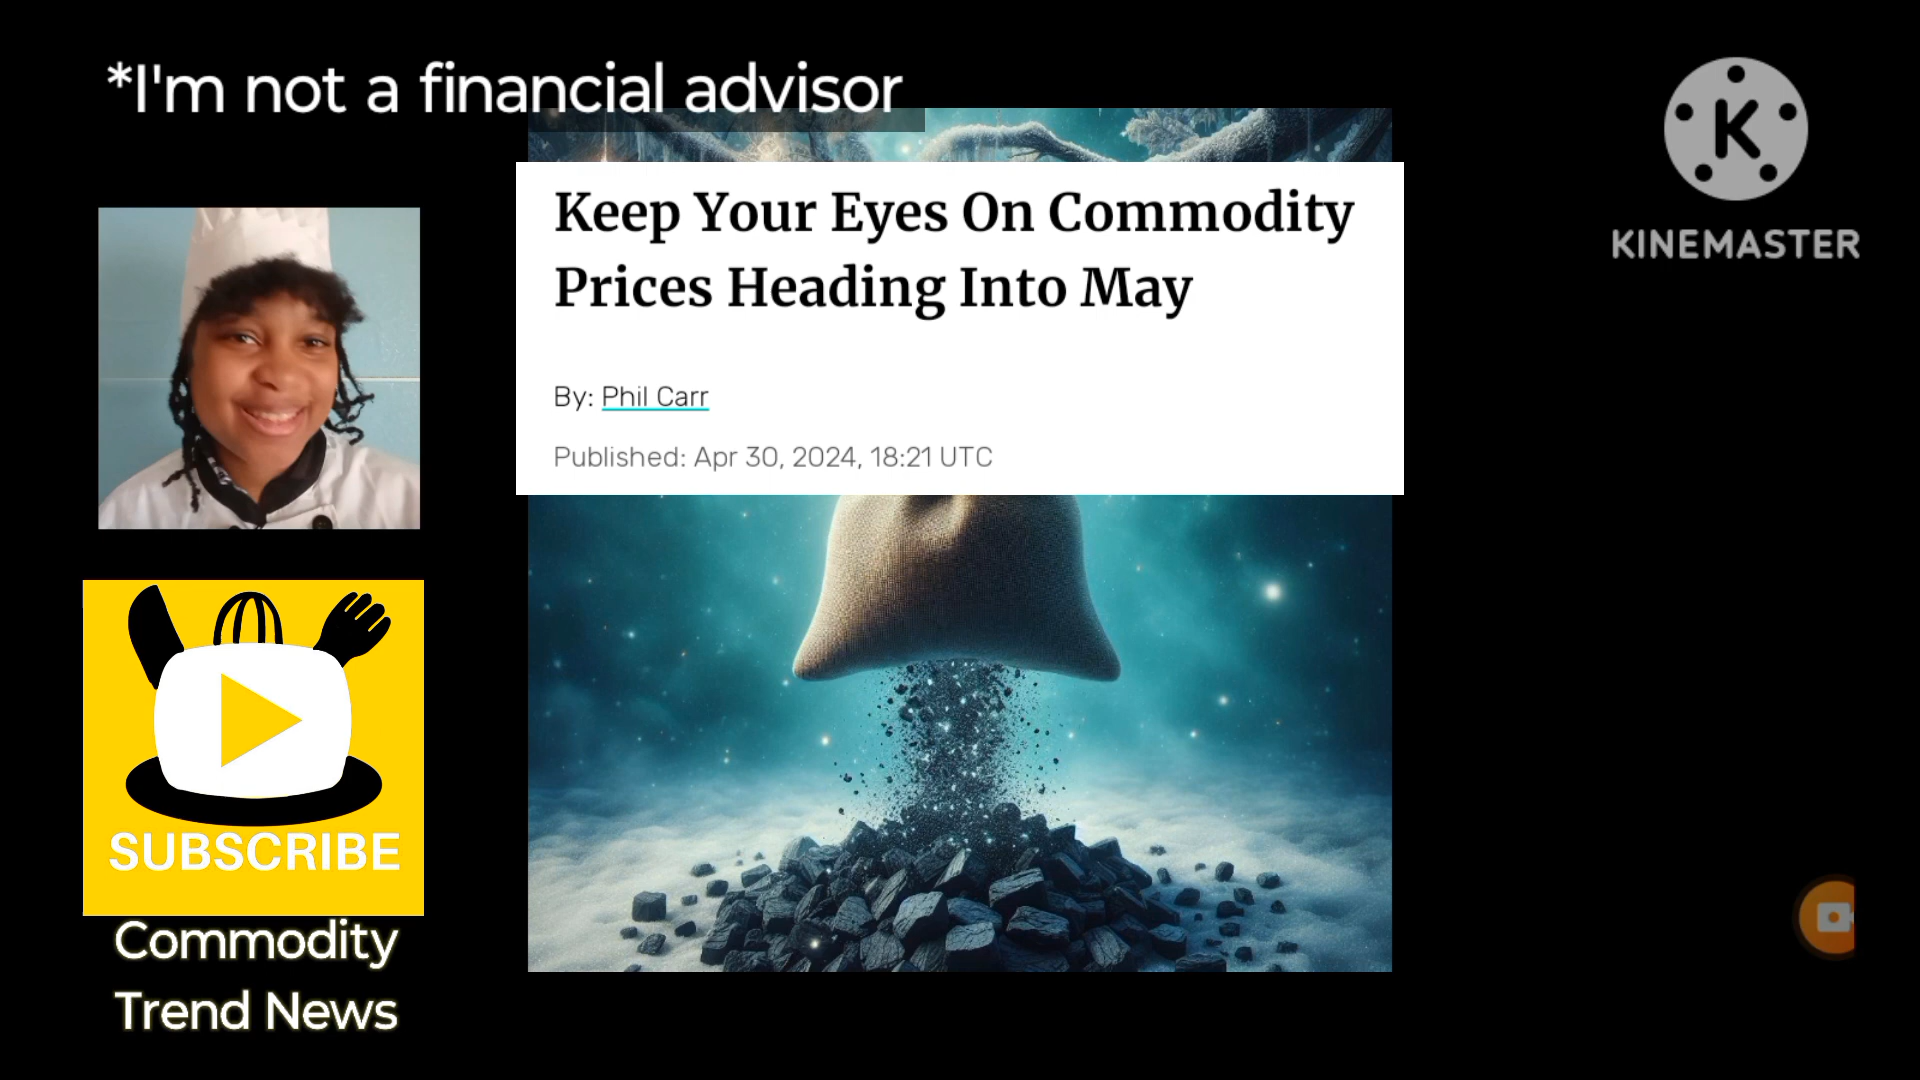 *I'm not a financial advisor
K
KINEMASTER
Keep Your Eyes On Commodity
Prices Heading Into May
By: Phil Carr
Published: Apr 30, 2024, 18:21 UTC
SUBSCRIBE
Commodity
Trend News